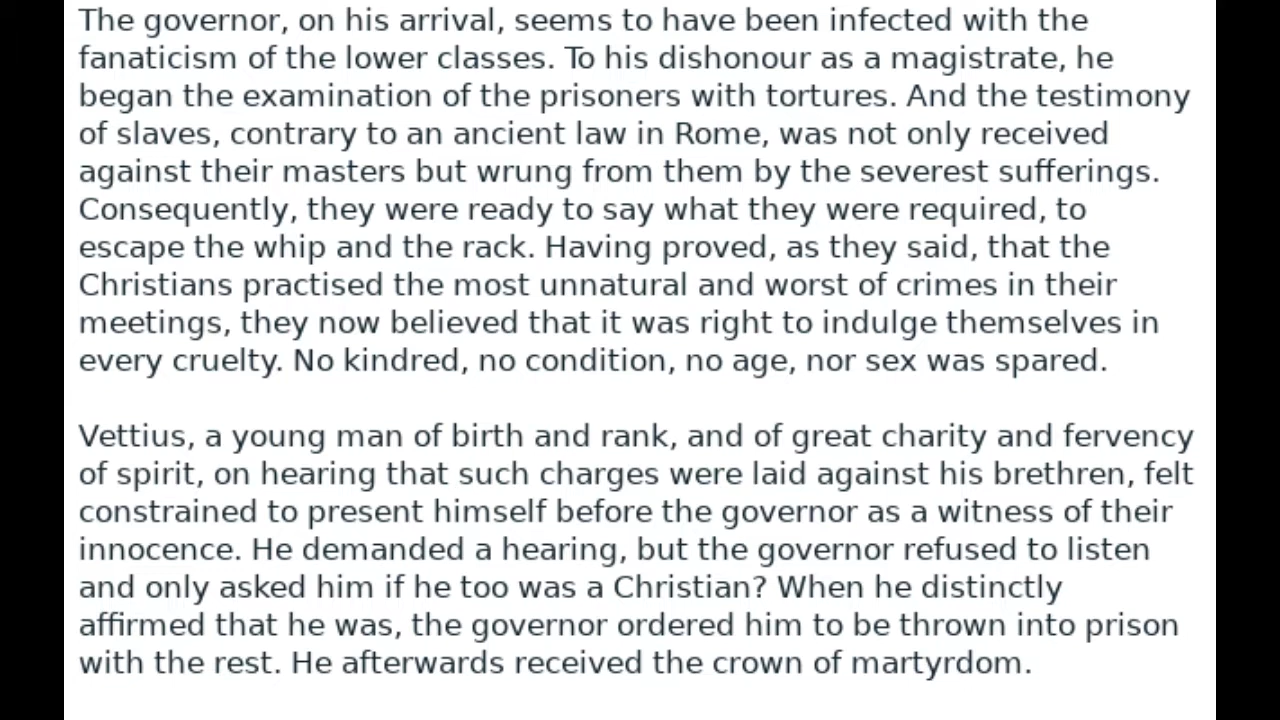 The governor, on his arrival, seems to have been infected with the
fanaticism of the lower classes. To his dishonour as a magistrate, he
began the examination of the prisoners with tortures. And the testimony
of slaves, contrary to an ancient law in Rome, was not only received
against their masters but wrung from them by the severest sufferings.
Consequently, they were ready to say what they were required, to
escape the whip and the rack. Having proved, as they said, that the
Christians practised the most unnatural and worst of crimes in their
meetings, they now believed that it was right to indulge themselves in
every cruelty. No kindred, no condition, no age, nor sex was spared.
Vettius, a young man of birth and rank, and of great charity and fervency
of spirit, on hearing that such charges were laid against his brethren, felt
constrained to present himself before the governor as a witness of their
innocence. He demanded a hearing, but the governor refused to listen
and only asked him if he too was a Christian? When he distinctly
affirmed that he was, the governor ordered him to be thrown into prison
with the rest. He afterwards received the crown of martyrdom.